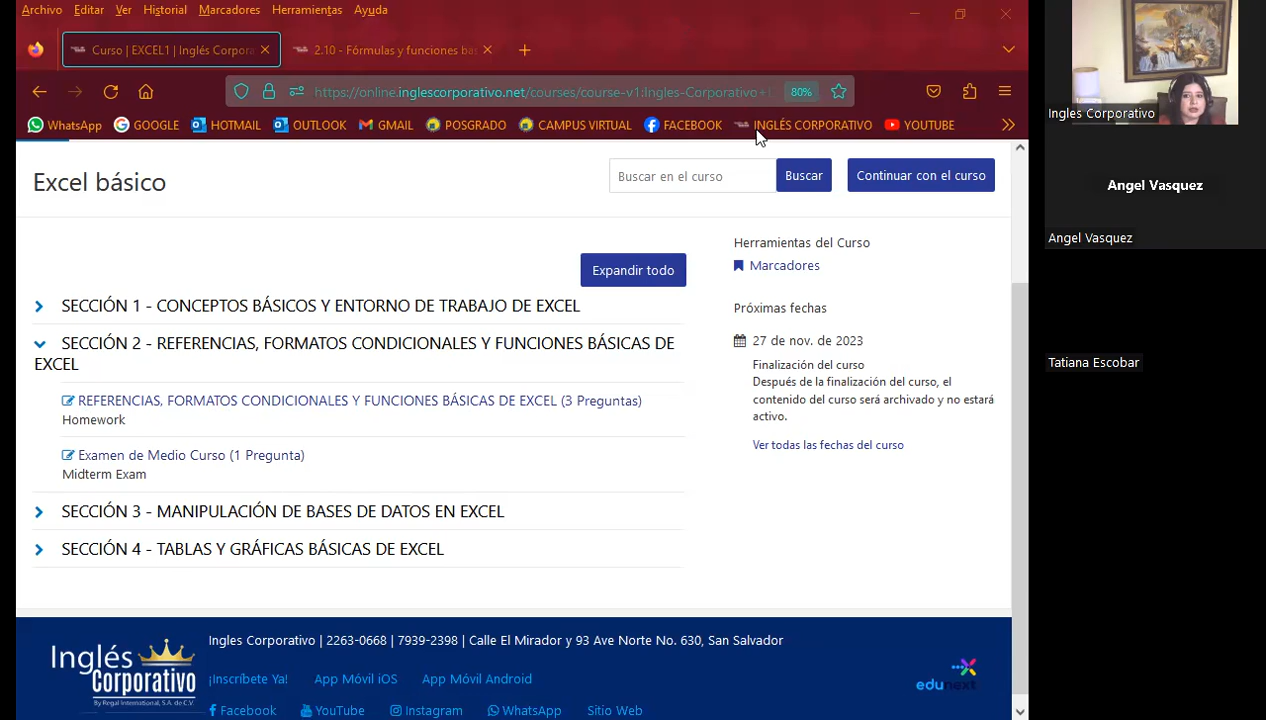 Archivo Editar Ver Historial Marcadores Herramientas Ayuda
Curso | EXCEL1 | Inglés Corpora
2.10 - Fórmulas y funciones ba
https://online.inglescorporativo.net/courses/course-v1:Ingles-Corporativo+ 80%
WhatsApp GOOGLE HOTMAIL OUTLOOK GMAIL POSGRADO CAMPUS VIRTUAL FACEBOOK INGLÉS CORPORATIVO YOUTUBE
Excel básico
Buscar en el curso
Buscar
Continuar con el curso
Expandir todo
SECCIÓN 1 - CONCEPTOS BÁSICOS Y ENTORNO DE TRABAJO DE EXCEL
SECCIÓN 2 - REFERENCIAS, FORMATOS CONDICIONALES Y FUNCIONES BÁSICAS DE
EXCEL
REFERENCIAS, FORMATOS CONDICIONALES Y FUNCIONES BÁSICAS DE EXCEL (3 Preguntas)
Homework
Examen de Medio Curso (1 Pregunta)
Midterm Exam
SECCIÓN 3 - MANIPULACIÓN DE BASES DE DATOS EN EXCEL
SECCIÓN 4 - TABLAS Y GRÁFICAS BÁSICAS DE EXCEL
Herramientas del Curso
Marcadores
Próximas fechas
27 de nov. de 2023
Finalización del curso
Después de la finalización del curso, el
contenido del curso será archivado y no estará
activo.
Ver todas las fechas del curso
Inglés
Corporativo
By Regal International, S.A. de C.V.
Ingles Corporativo | 2263-0668 | 7939-2398 | Calle El Mirador y 93 Ave Norte No. 630, San Salvador
¡Inscríbete Ya! App Móvil iOS App Móvil Android
Facebook YouTube Instagram WhatsApp Sitio Web
edunext
Ingles Corporativo
Angel Vasquez
Angel Vasquez
Tatiana Escobar